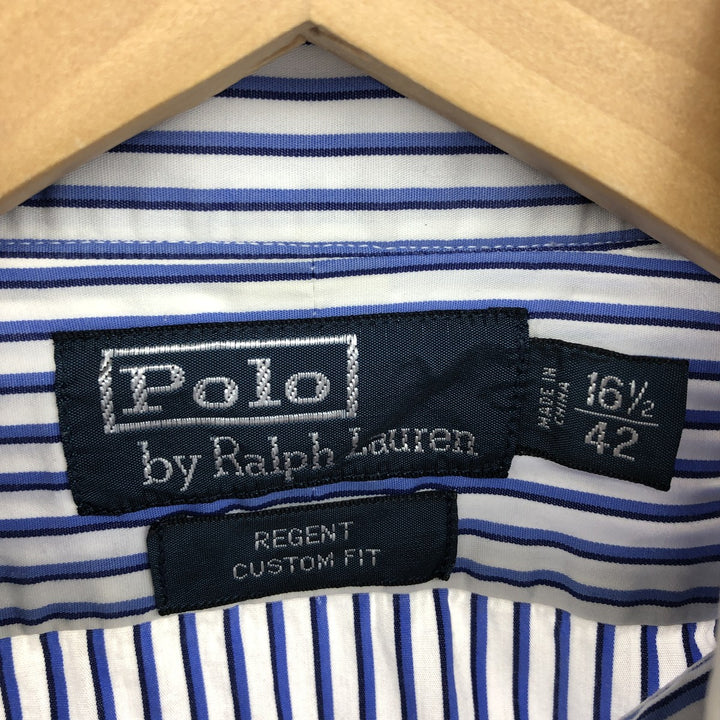 Polo
by Ralph Lauren
MADE IN
CHINA
16½
42
REGENT
CUSTOM FIT